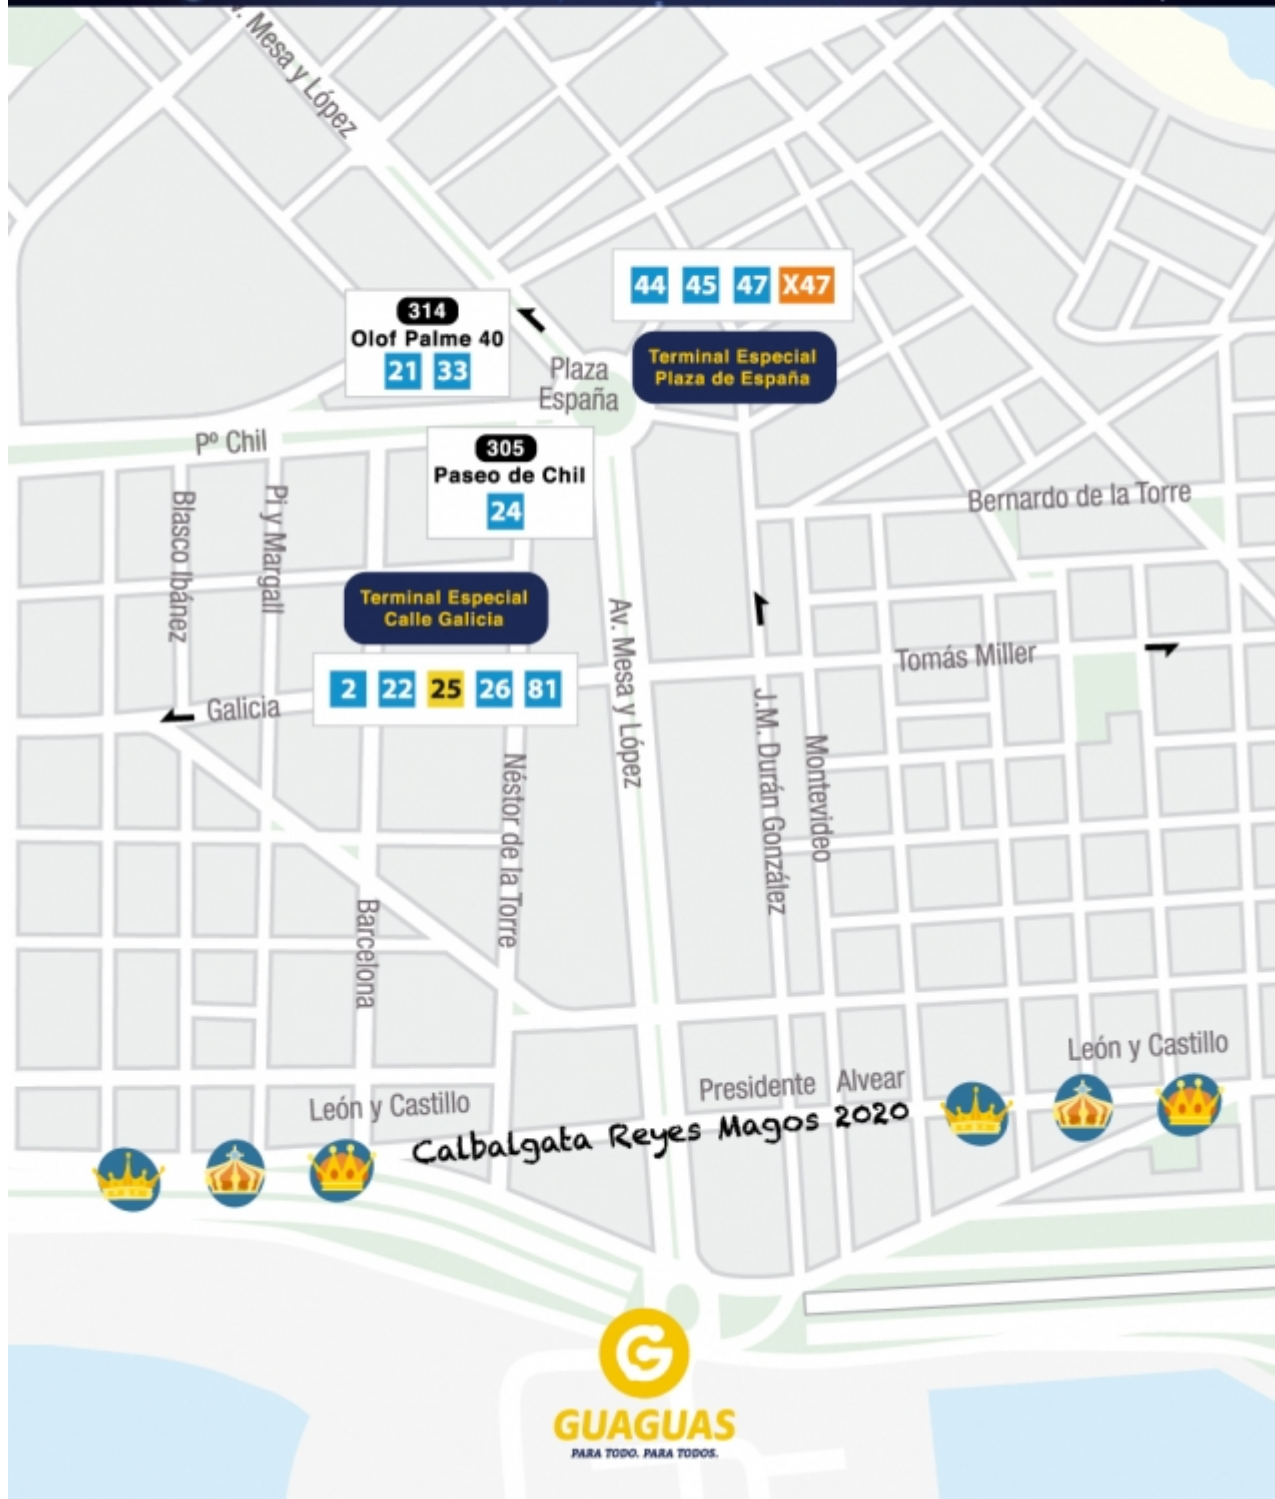 Av. Mesa y López
44 45 47 X47
314
Olof Palme 40
21 33
Terminal Especial
Plaza de España
Plaza
España
Pº Chil
305
Paseo de Chil
24
Bernardo de la Torre
Blasco Ibánez
Pi y Margall
Terminal Especial
Calle Galicia
2 22 25 26 81
Av. Mesa y López
Tomás Miller
Galicia
J.M. Durán González
Montevideo
Néstor de la Torre
Barcelona
León y Castillo
Presidente Alvear
León y Castillo
Calbalgata Reyes Magos 2020
G
GUAGUAS
PARA TODO. PARA TODOS.